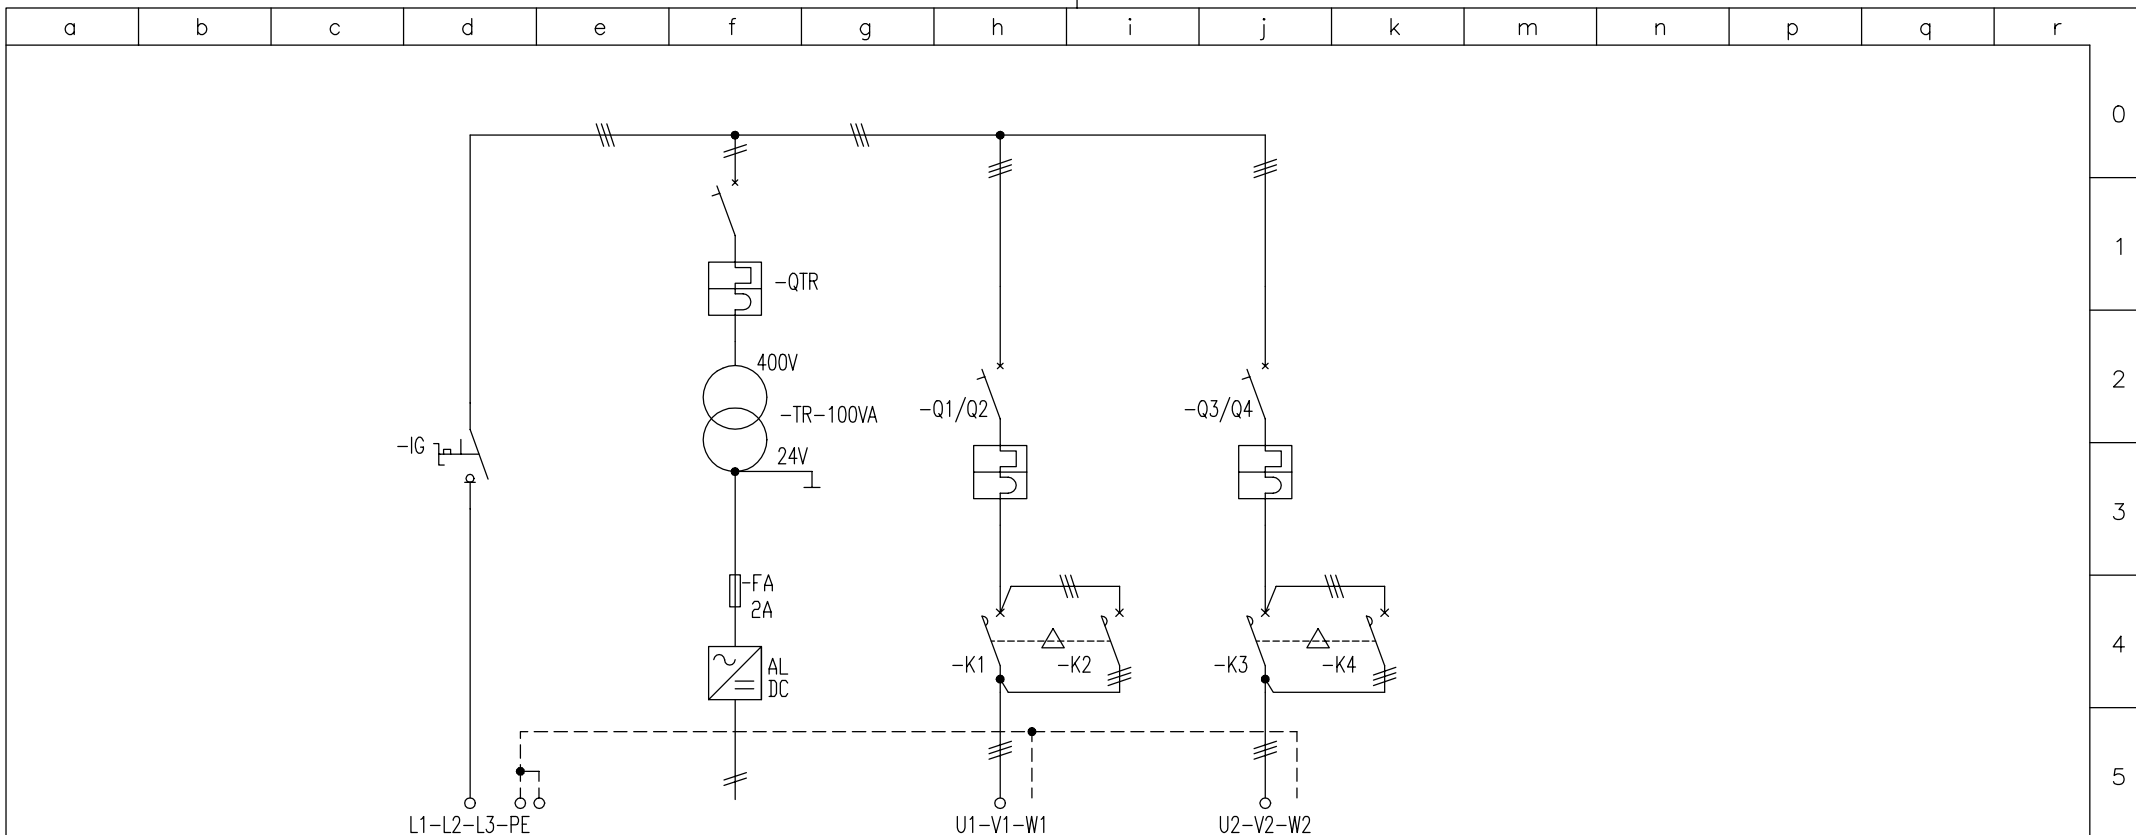 a b c d e f g h i j k m n p q r
0
1
-QTR
400V
2
-TR-100VA
-Q1/Q2
-Q3/Q4
-IG
24V
3
-FA
2A
4
-K1
-K2
-K3
-K4
AL
DC
5
L1-L2-L3-PE
U1-V1-W1
U2-V2-W2